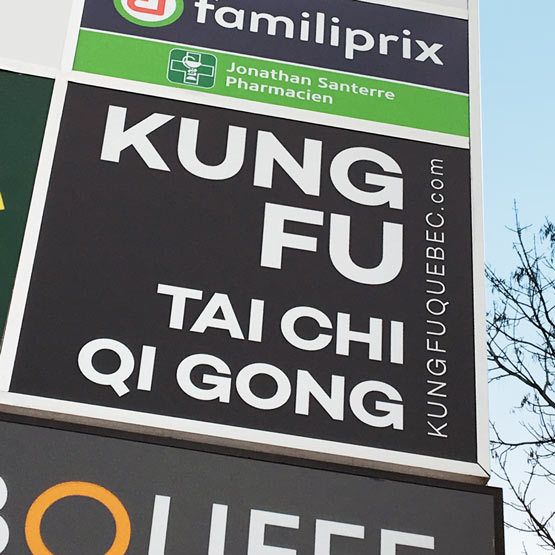 familiprix
Jonathan Santerre
Pharmacien
KUNG
FU
TAI CHI
QI GONG
KUNGFUQUEBEC.com